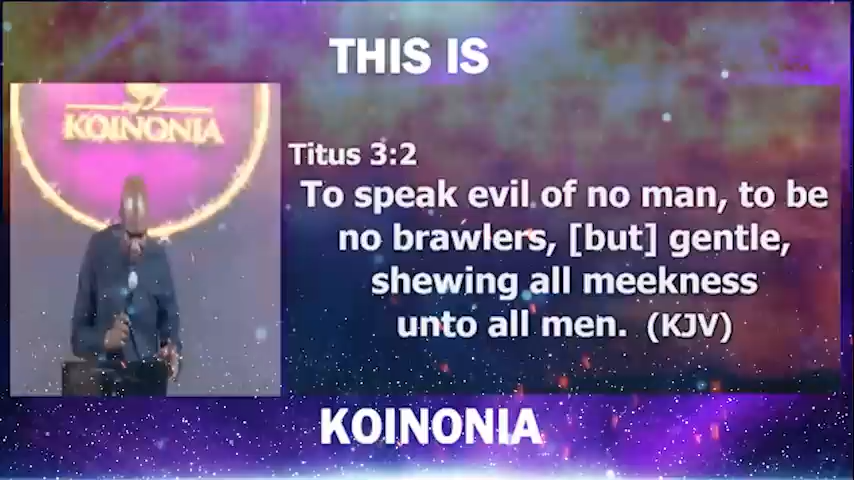 THIS IS
KOINONIA
Titus 3:2
To speak evil of no man, to be
no brawlers, [but] gentle,
shewing all meekness
unto all men. (KJV)
KOINONIA